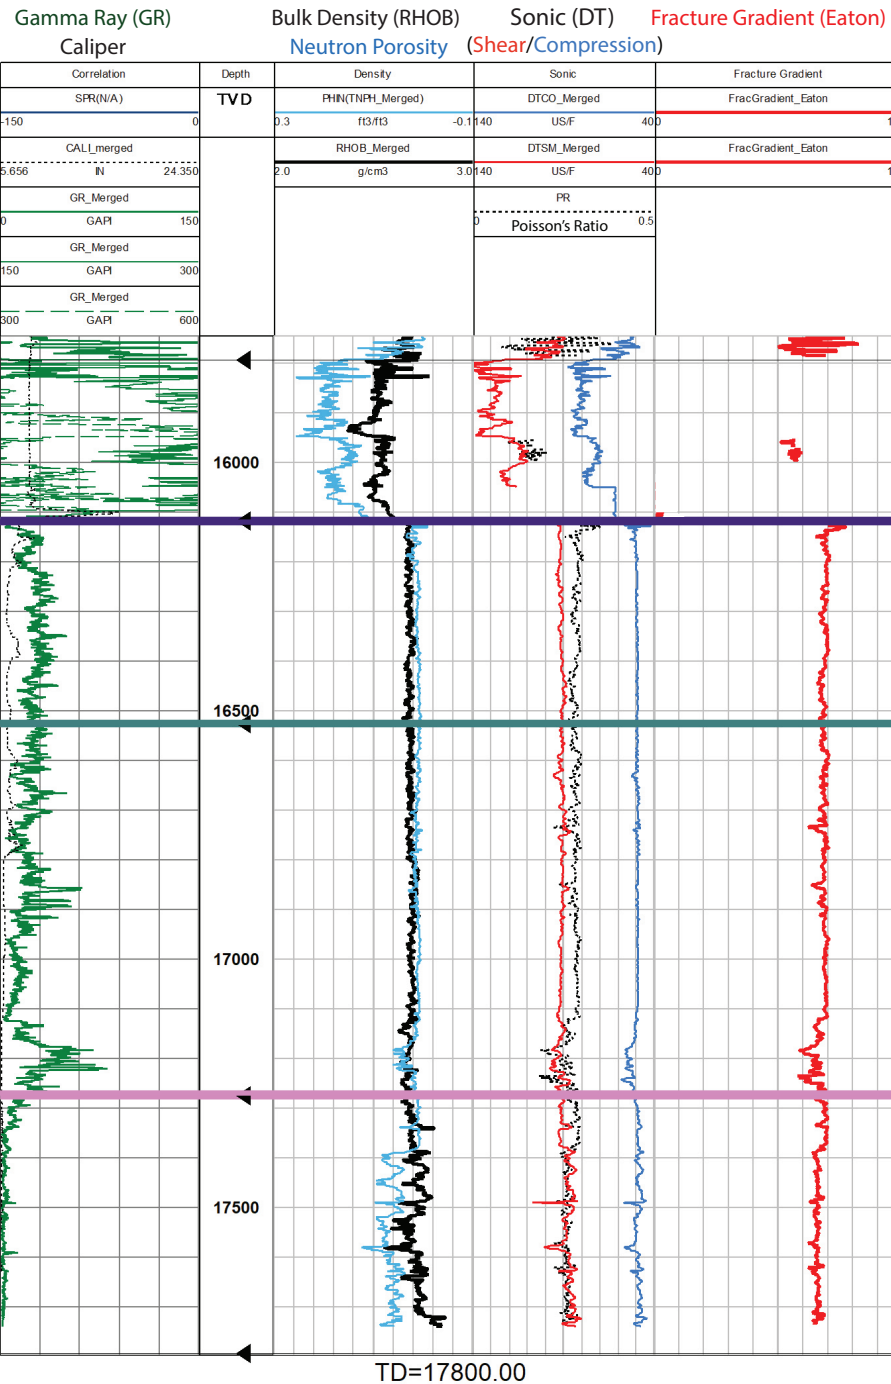 Gamma Ray (GR) Bulk Density (RHOB) Sonic (DT) Fracture Gradient (Eaton)
Caliper Neutron Porosity (Shear/Compression)
Correlation Depth Density Sonic Fracture Gradient
SPR(N/A) TVD PHIN(TNPH_Merged) DTCO_Merged FracGradient_Eaton
-150 0 0.3 ft3/ft3 -0.1 140 US/F 40 0 1
CALI_merged RHOB_Merged DTSM_Merged FracGradient_Eaton
5.656 IN 24.350 2.0 g/cm3 3.0 140 US/F 40 0 1
GR_Merged PR
0 GAPI 150 0 Poisson's Ratio 0.5
GR_Merged
150 GAPI 300
GR_Merged
300 GAPI 600
16000
16500
17000
17500
TD=17800.00